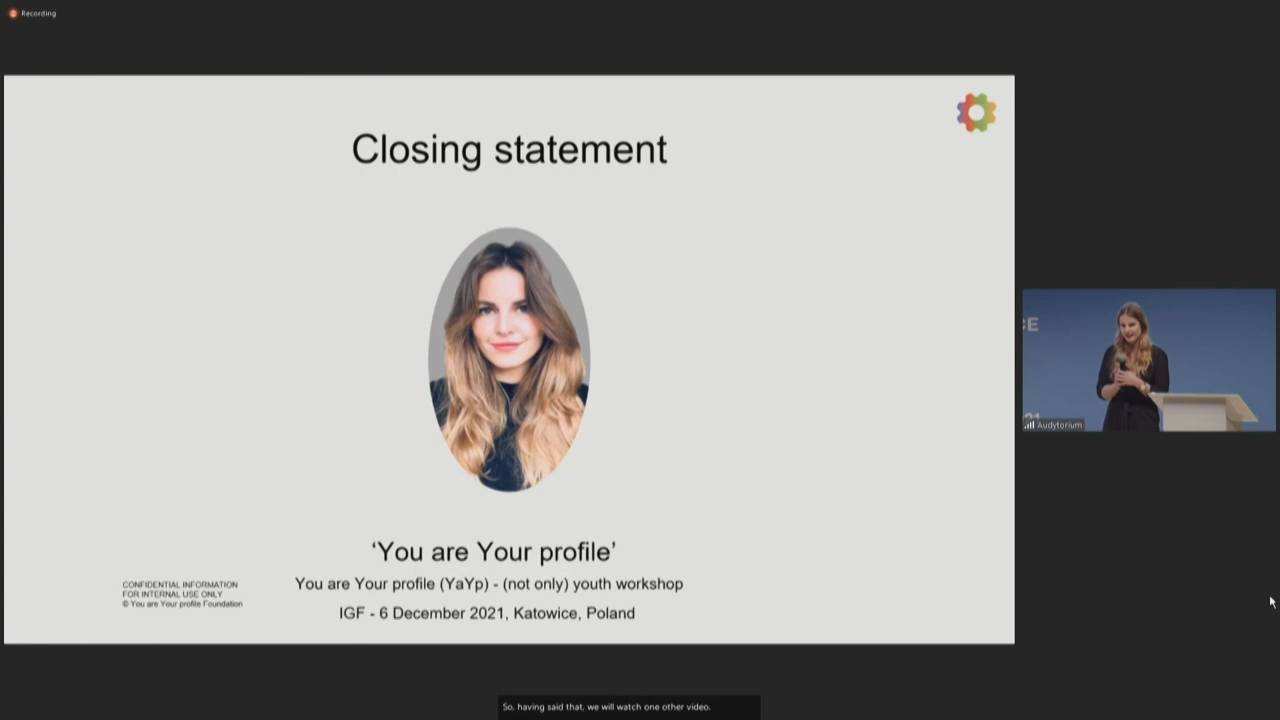 Recording
Closing statement
CE
Audytorium
‘You are Your profile’
You are Your profile (YaYp) - (not only) youth workshop
IGF - 6 December 2021, Katowice, Poland
CONFIDENTIAL INFORMATION
FOR INTERNAL USE ONLY
© You are Your profile Foundation
So, having said that, we will watch one other video.